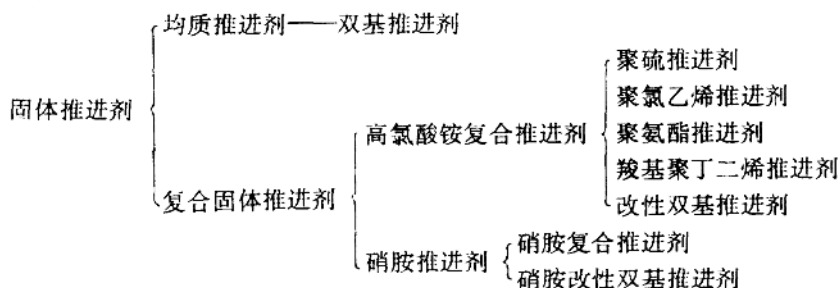 均质推进剂——双基推进剂
聚硫推进剂
聚氯乙烯推进剂
固体推进剂
高氯酸铵复合推进剂
聚氨酯推进剂
羧基聚丁二烯推进剂
复合固体推进剂
改性双基推进剂
硝胺推进剂
硝胺复合推进剂
硝胺改性双基推进剂